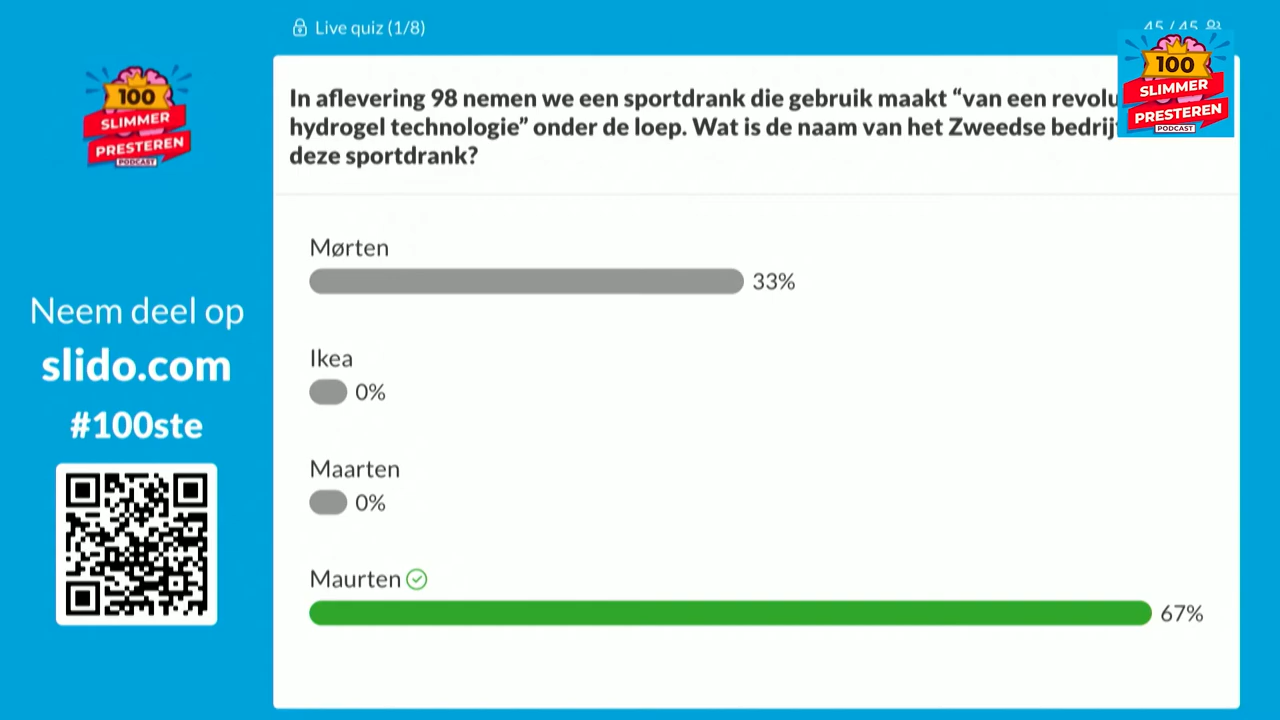 Live quiz (1/8)
45 / 45
100
SLIMMER
PRESTEREN
PODCAST
100
SLIMMER
PRESTEREN
PODCAST
In aflevering 98 nemen we een sportdrank die gebruik maakt “van een
hydrogel technologie” onder de loep. Wat is de naam van het Zweedse
deze sportdrank?
Mørten
33%
Ikea
0%
Maarten
0%
Maurten
67%
Neem deel op
slido.com
#100ste